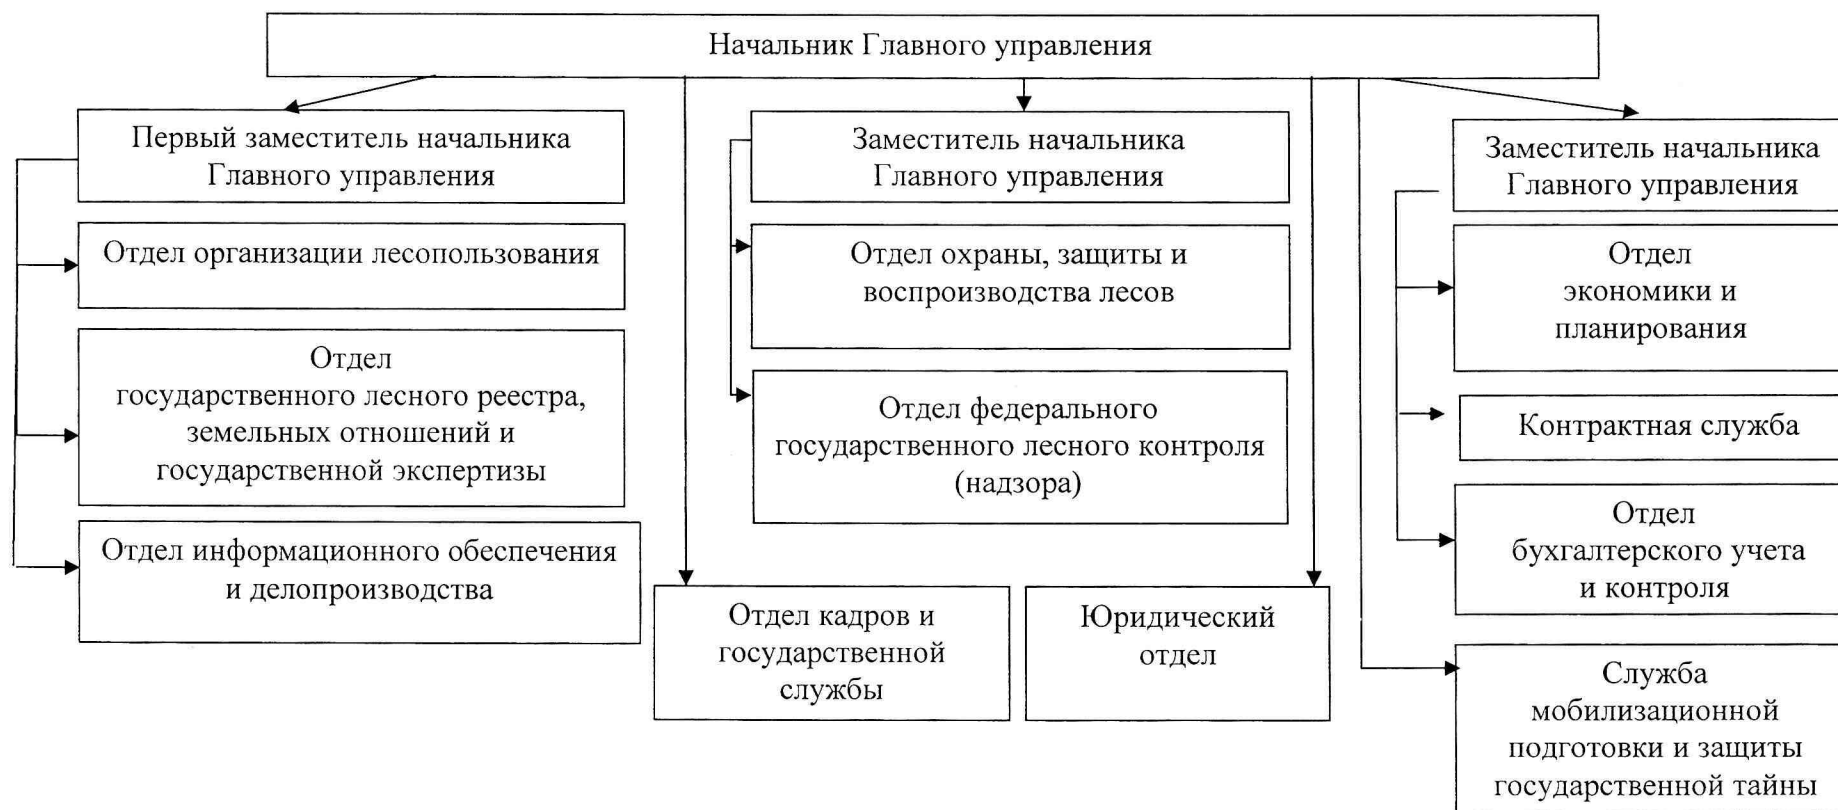 Начальник Главного управления
Первый заместитель начальника
Главного управления
Отдел организации лесопользования
Отдел
государственного лесного реестра,
земельных отношений и
государственной экспертизы
Отдел информационного обеспечения
и делопроизводства
Заместитель начальника
Главного управления
Отдел охраны, защиты и
воспроизводства лесов
Отдел федерального
государственного лесного контроля
(надзора)
Отдел кадров и
государственной
службы
Юридический
отдел
Заместитель начальника
Главного управления
Отдел
экономики и
планирования
Контрактная служба
Отдел
бухгалтерского учета
и контроля
Служба
мобилизационной
подготовки и защиты
государственной тайны